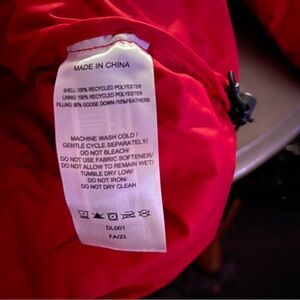 MADE IN CHINA
SHELL: 100% RECYCLED POLYESTER
LINING: 100% RECYCLED POLYESTER
FILLING: 90% GOOSE DOWN /10%FEATHERS
MACHINE WASH COLD /
GENTLE CYCLE SEPARATELY/
DO NOT BLEACH/
DO NOT USE FABRIC SOFTENER/
DO NOT ALLOW TO REMAIN WET/
TUMBLE DRY LOW/
DO NOT IRON/
DO NOT DRY CLEAN
DL001
FA/23